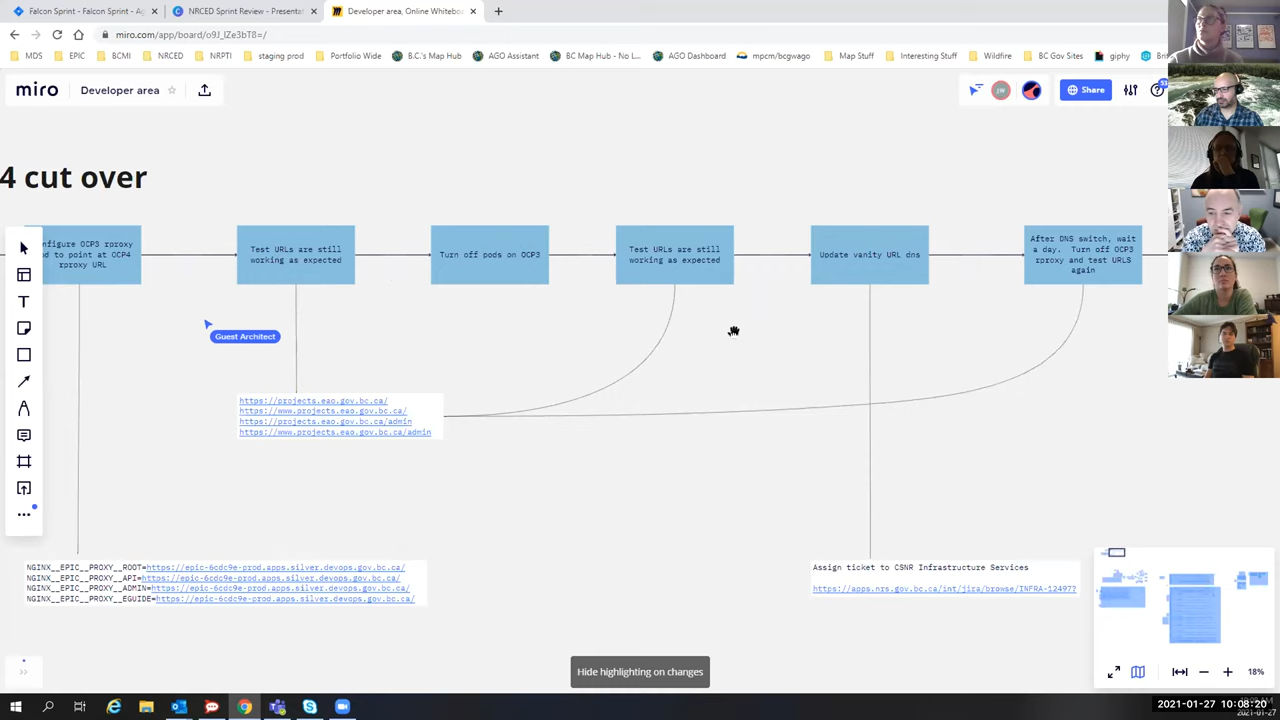 Falcon Sprint - Falcon Sprint - Ag
NRCED Sprint Review - Presentat
Developer area, Online Whiteboa
miro.com/app/board/o9J_lZe3bT8=/
MDS
EPIC
BCMI
NRCED
NRPTI
staging prod
Portfolio Wide
B.C.'s Map Hub
AGO Assistant
BC Map Hub - No L...
AGO Dashboard
mpcm/bcgwago
Map Stuff
Interesting Stuff
Wildfire
BC Gov Sites
giphy
Brit
miro
Developer area
jw
Share
4 cut over
nfigure OCP3 rproxy
d to point at OCP4
rproxy URL
Test URLs are still
working as expected
Turn off pods on OCP3
Test URLs are still
working as expected
Update vanity URL dns
After DNS switch, wait
a day. Turn off OCP3
rproxy and test URLS
again
Guest Architect
https://projects.eao.gov.bc.ca/
https://www.projects.eao.gov.bc.ca/
https://projects.eao.gov.bc.ca/admin
https://www.projects.eao.gov.bc.ca/admin
NGINX__EPIC__PROXY__ROOT=https://epic-6cdc9e-prod.apps.silver.devops.gov.bc.ca/
NGINX__EPIC__PROXY__API=https://epic-6cdc9e-prod.apps.silver.devops.gov.bc.ca/
NGINX__EPIC__PROXY__ADMIN=https://epic-6cdc9e-prod.apps.silver.devops.gov.bc.ca/
NGINX__EPIC__PROXY__EGUIDE=https://epic-6cdc9e-prod.apps.silver.devops.gov.bc.ca/
Assign ticket to CSNR Infrastructure Services
https://apps.nrs.gov.bc.ca/int/jira/browse/INFRA-12497?
Hide highlighting on changes
18%
2021-01-27 10:08:20
2021-01-27